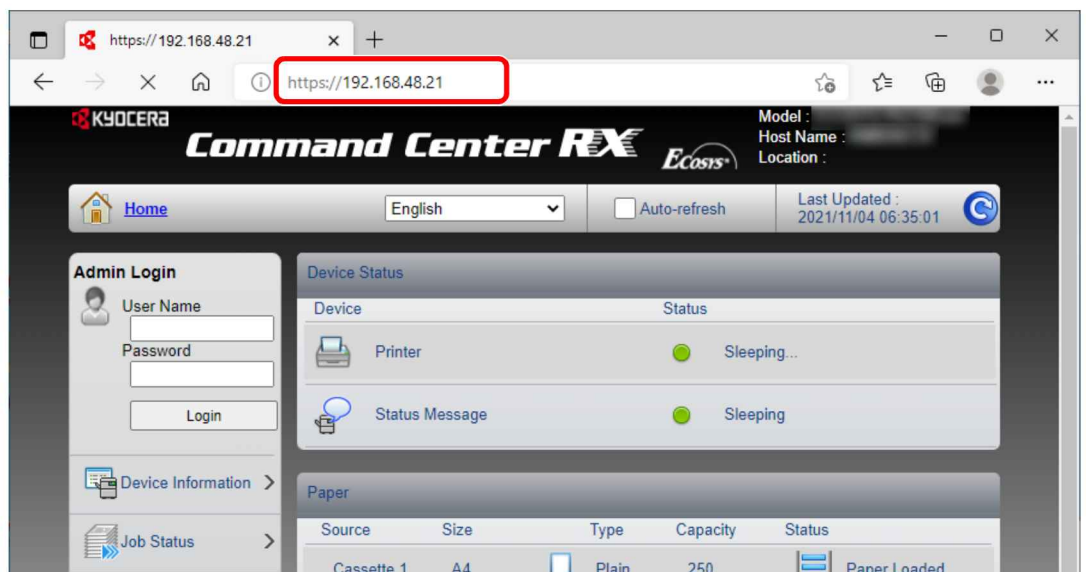 https://192.168.48.21
https://192.168.48.21
KYOCERA
Command Center RX
Ecosys
Model :
Host Name :
Location :
Home
English
Auto-refresh
Last Updated :
2021/11/04 06:35:01
Admin Login
User Name
Password
Login
Device Information
Job Status
Device Status
Device Status
Printer Sleeping...
Status Message Sleeping
Paper
Source Size Type Capacity Status
Cassette 1 A4 Plain 250 Paper Loaded